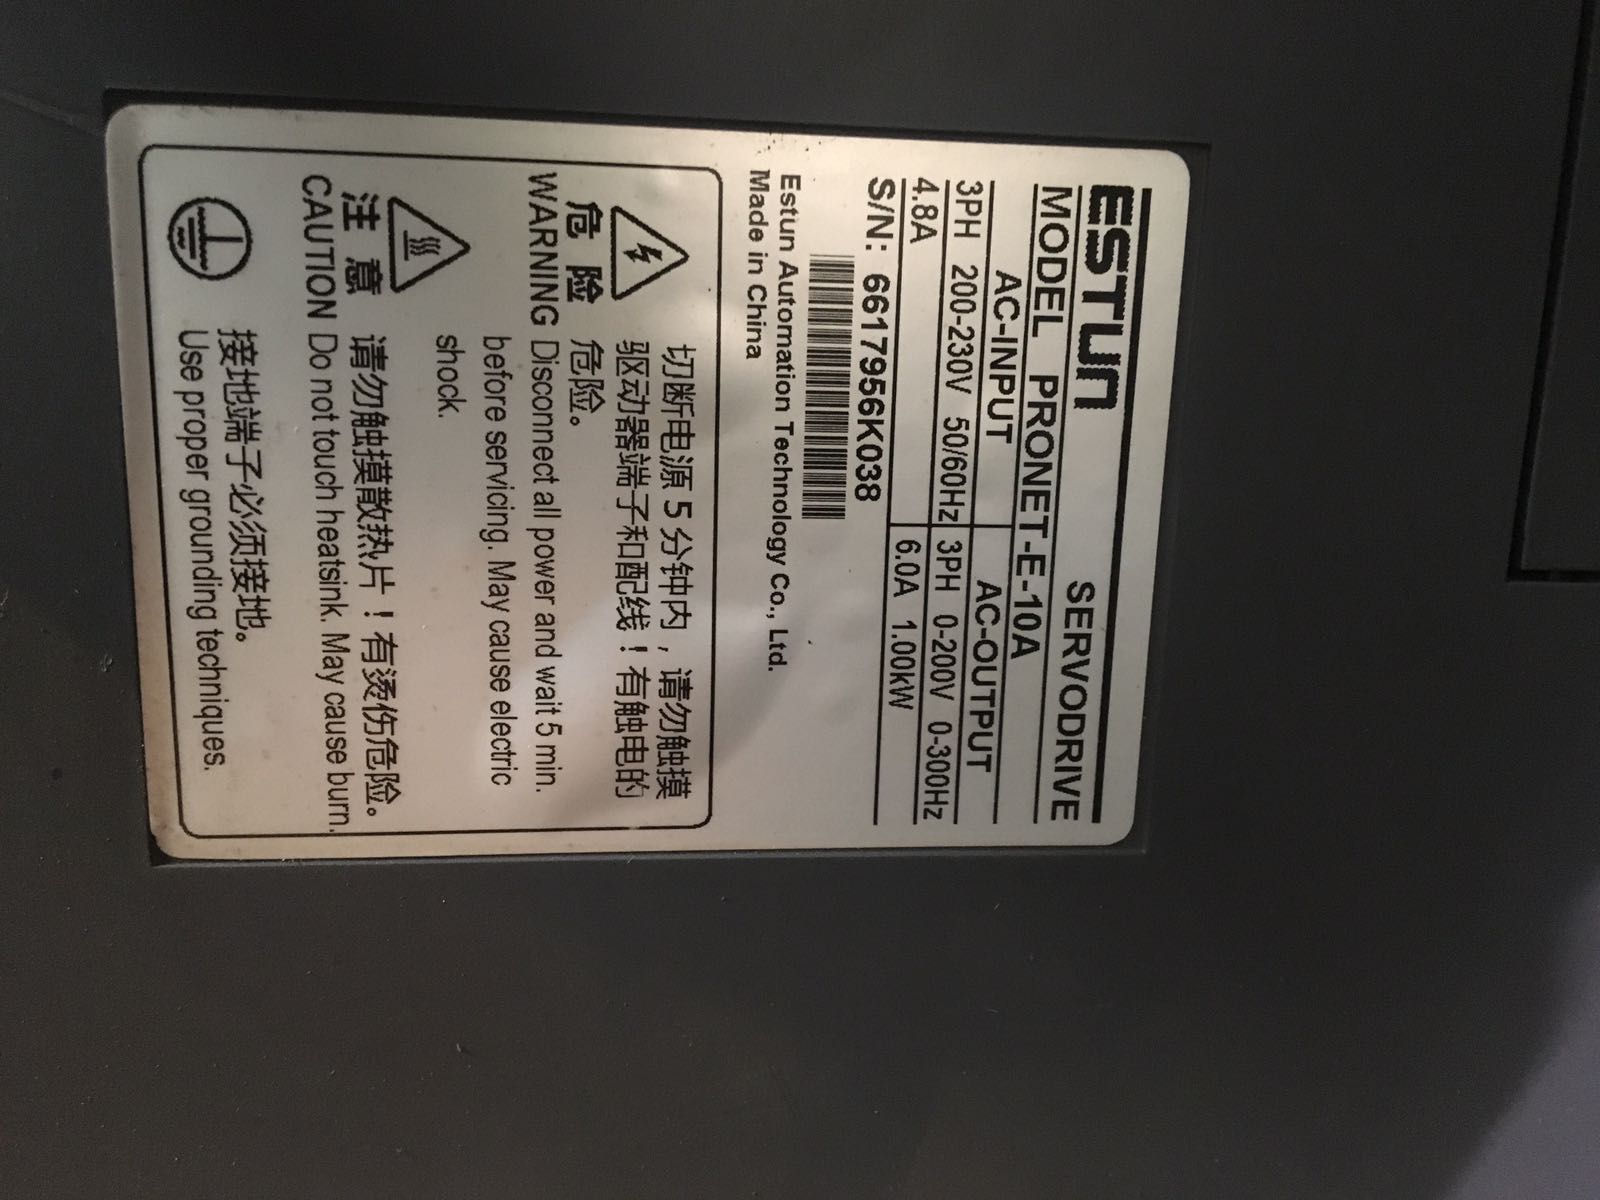 ESTUN SERVODRIVE
MODEL PRONET-E-10A
AC-INPUT AC-OUTPUT
3PH 200-230V 50/60Hz 3PH 0-200V 0-300Hz
4.8A 6.0A 1.00kW
S/N: 6617956K038
Estun Automation Technology Co., Ltd.
Made in China
切断电源5分钟内，请勿触摸
驱动器端子和配线！有触电的
危险 危险。
WARNING Disconnect all power and wait 5 min.
before servicing. May cause electric
shock.
注意 请勿触摸散热片！有烫伤危险。
CAUTION Do not touch heatsink. May cause burn.
接地端子必须接地。
Use proper grounding techniques.